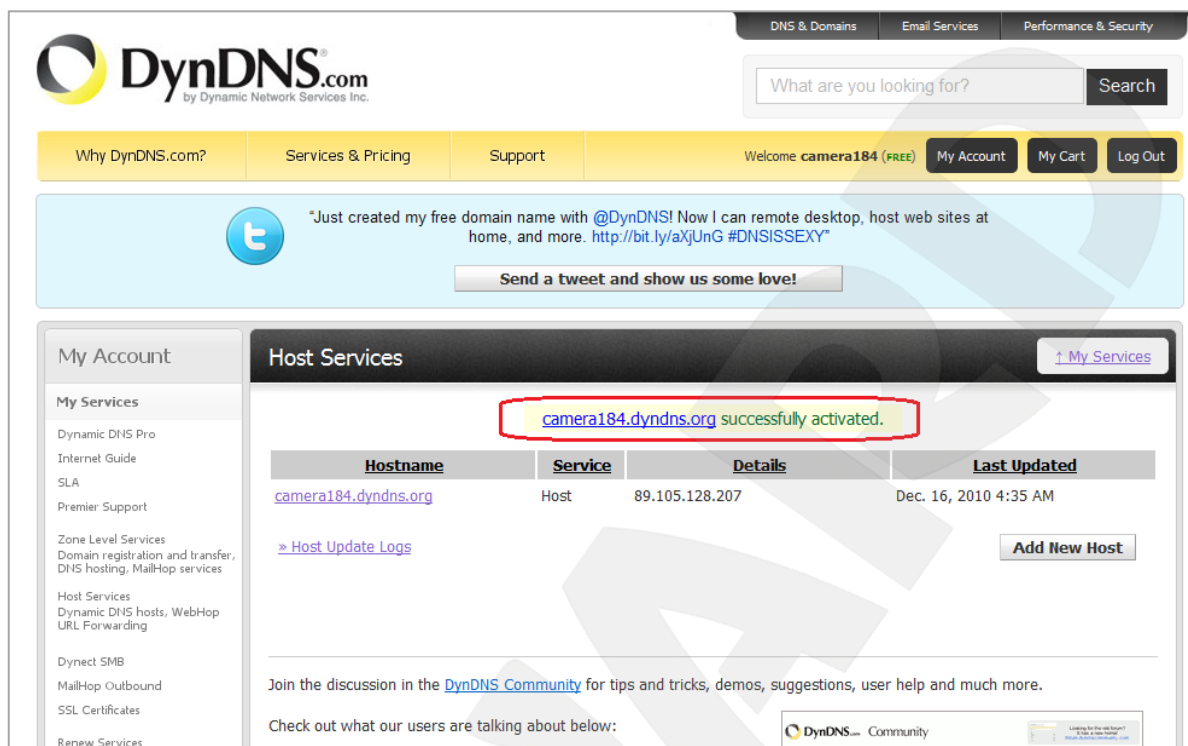 DNS & Domains Email Services Performance & Security
DynDNS.com
by Dynamic Network Services Inc.
What are you looking for? Search
Why DynDNS.com? Services & Pricing Support Welcome camera184 (FREE) My Account My Cart Log Out
“Just created my free domain name with @DynDNS! Now I can remote desktop, host web sites at
home, and more. http://bit.ly/aXjUnG #DNSISSEXY”
Send a tweet and show us some love!
My Account
My Services
Dynamic DNS Pro
Internet Guide
SLA
Premier Support
Zone Level Services
Domain registration and transfer,
DNS hosting, MailHop services
Host Services
Dynamic DNS hosts, WebHop
URL Forwarding
Dynect SMB
MailHop Outbound
SSL Certificates
Renew Services
Host Services ↑ My Services
camera184.dyndns.org successfully activated.
Hostname Service Details Last Updated
camera184.dyndns.org Host 89.105.128.207 Dec. 16, 2010 4:35 AM
» Host Update Logs Add New Host
Join the discussion in the DynDNS Community for tips and tricks, demos, suggestions, user help and much more.
Check out what our users are talking about below:
DynDNS.com Community